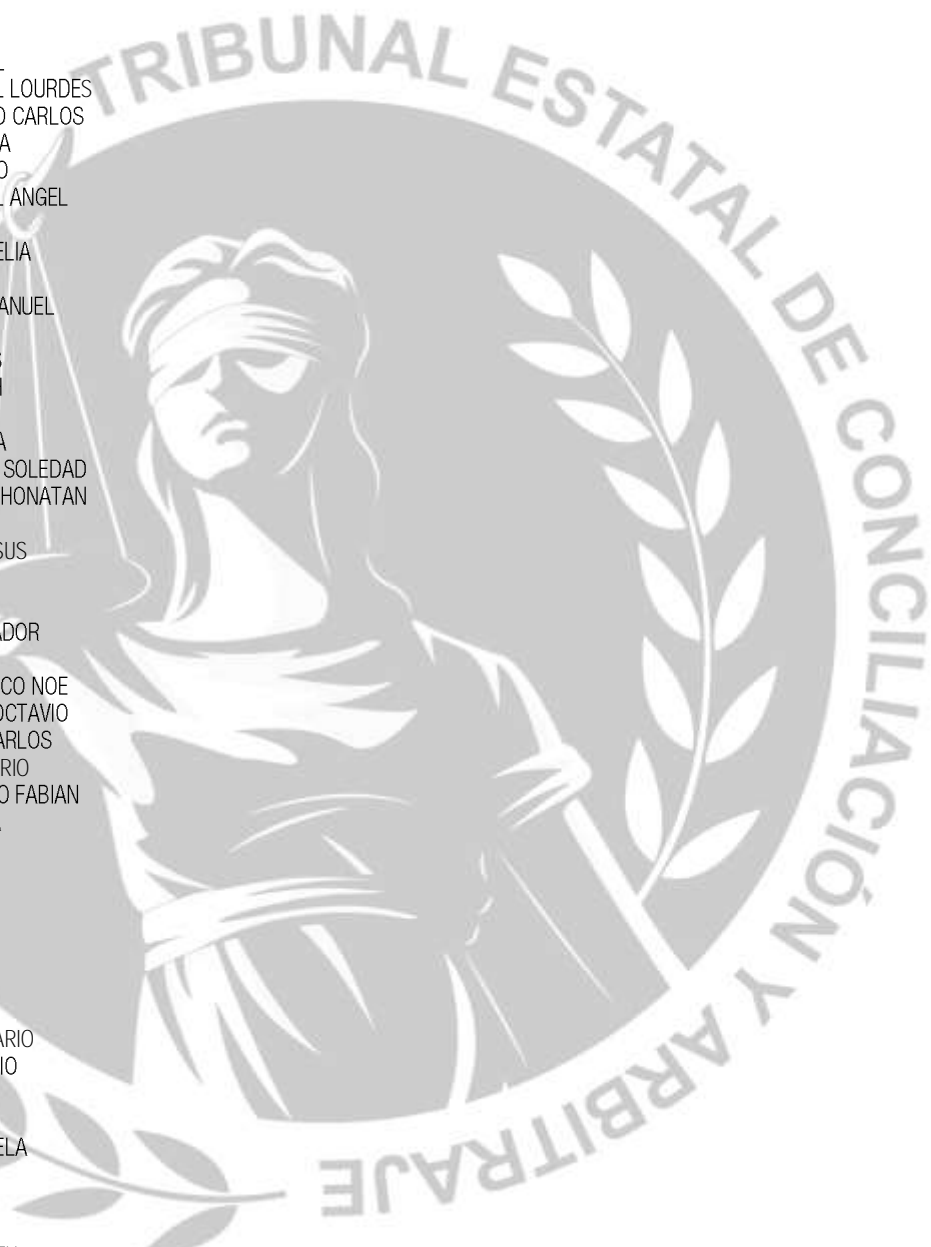 TRIBUNAL ESTATAL DE CONCILIACIÓN Y ARBITRAJE
LOURDES
CARLOS
A
O
ANGEL
ELIA
ANUEL
S
A
SOLEDAD
HONATAN
SUS
ADOR
CO NOE
OCTAVIO
ARLOS
RIO
O FABIAN
ARIO
IO
ELA